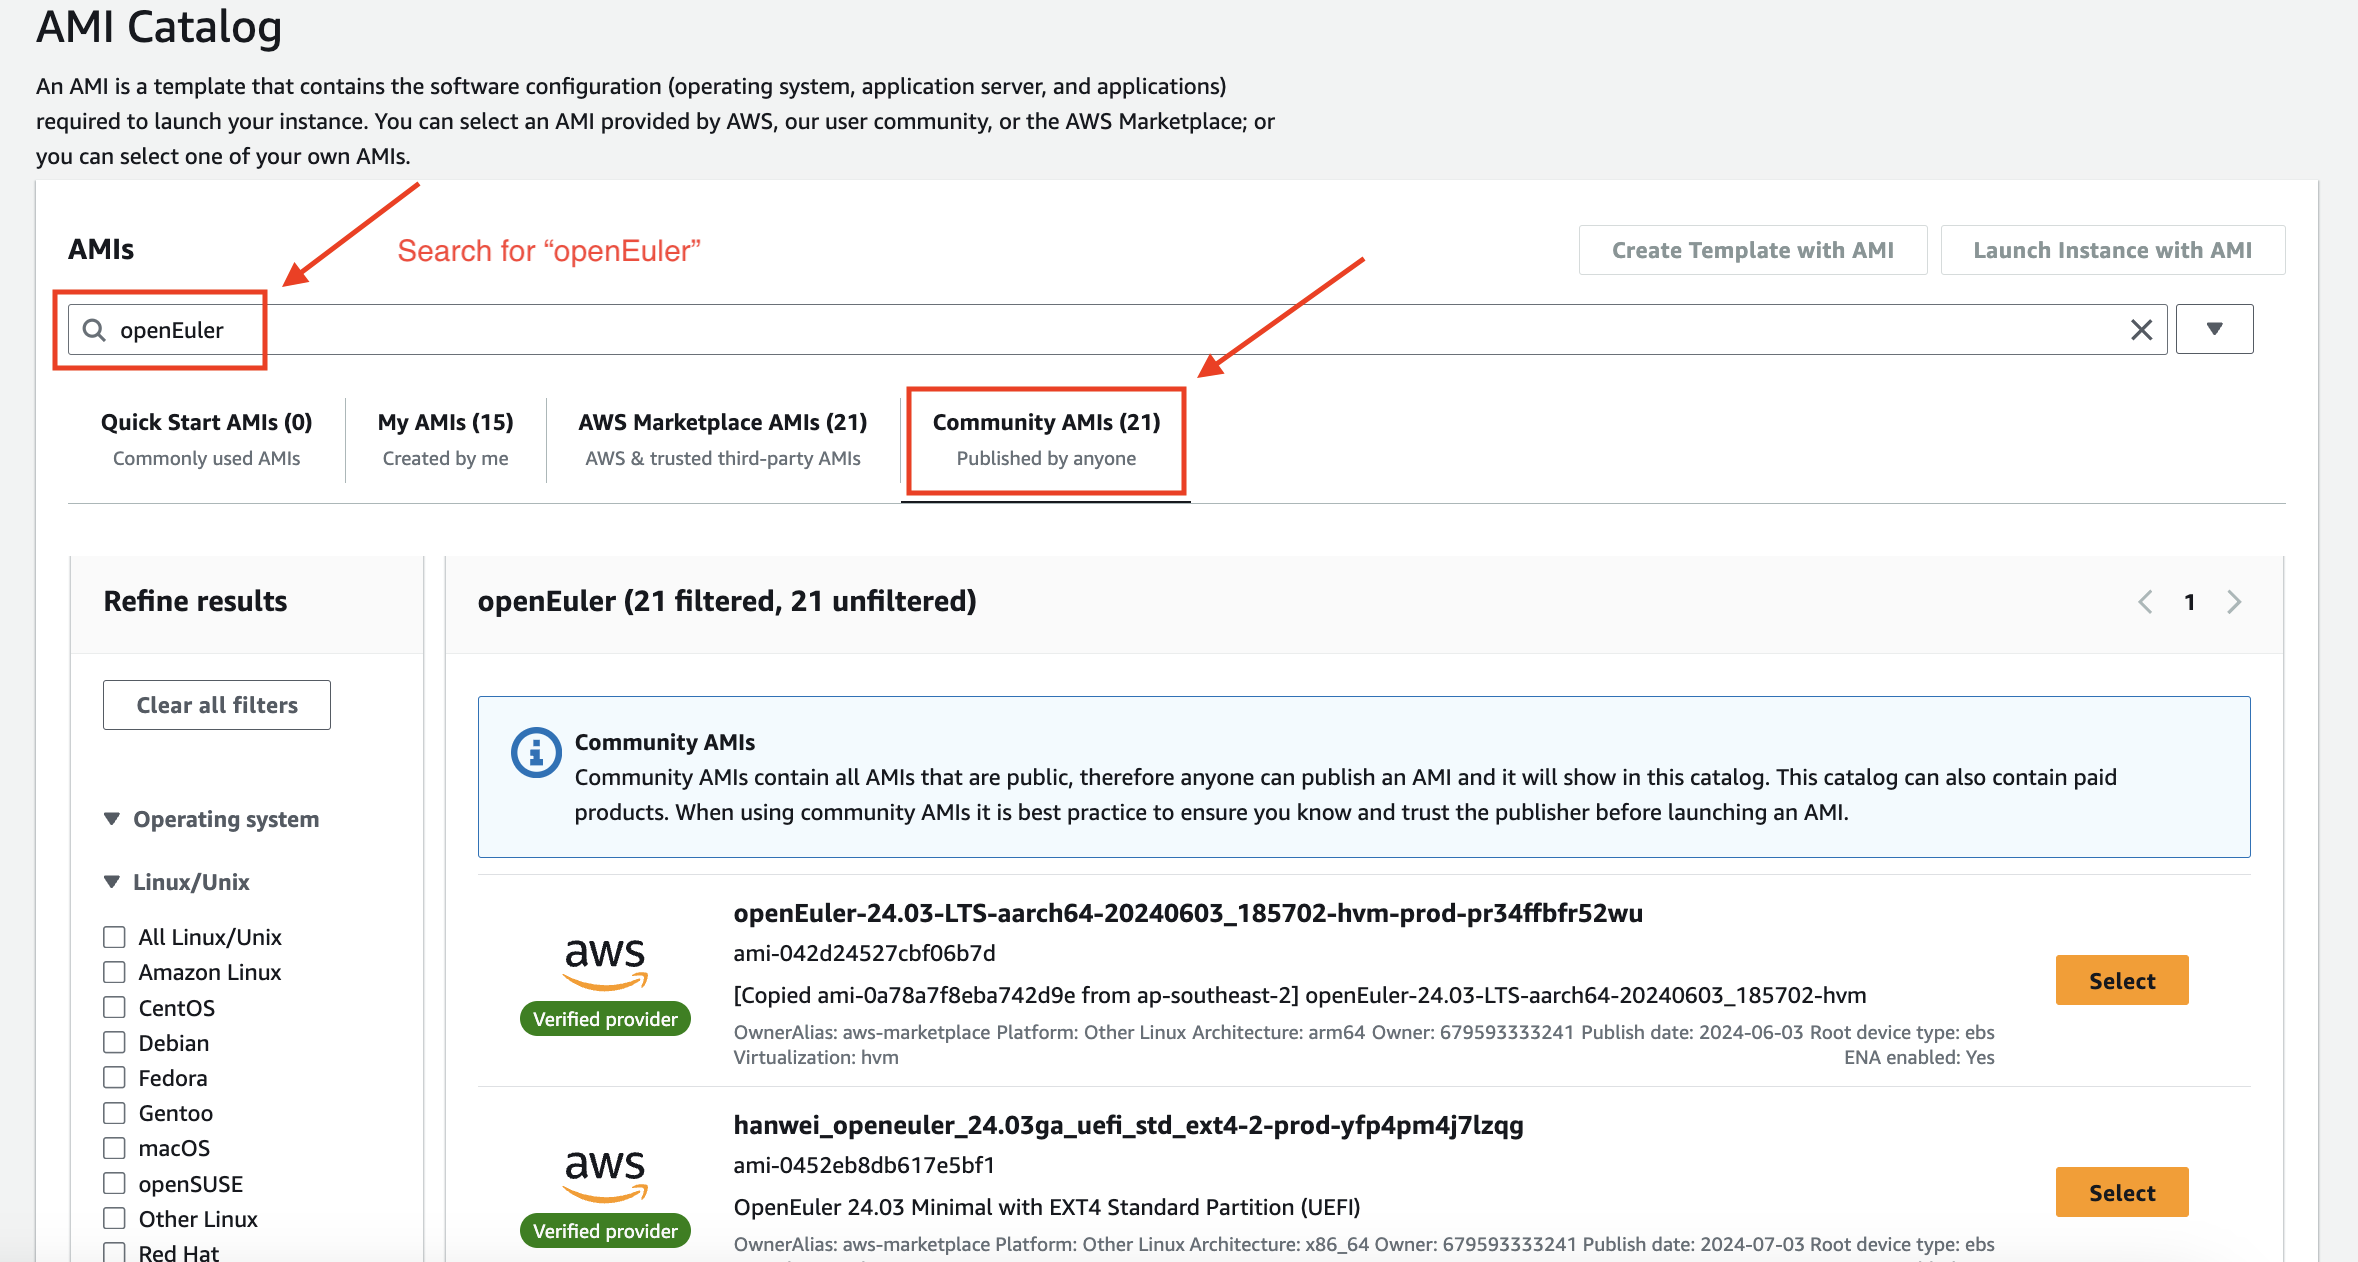 AMI Catalog
An AMI is a template that contains the software configuration (operating system, application server, and applications)
required to launch your instance. You can select an AMI provided by AWS, our user community, or the AWS Marketplace; or
you can select one of your own AMIs.
AMIs
Search for “openEuler”
Create Template with AMI
Launch Instance with AMI
openEuler
Quick Start AMIs (0)
Commonly used AMIs
My AMIs (15)
Created by me
AWS Marketplace AMIs (21)
AWS & trusted third-party AMIs
Community AMIs (21)
Published by anyone
Refine results
Clear all filters
Operating system
Linux/Unix
All Linux/Unix
Amazon Linux
CentOS
Debian
Fedora
Gentoo
macOS
openSUSE
Other Linux
Red Hat
openEuler (21 filtered, 21 unfiltered)
1
Community AMIs
Community AMIs contain all AMIs that are public, therefore anyone can publish an AMI and it will show in this catalog. This catalog can also contain paid
products. When using community AMIs it is best practice to ensure you know and trust the publisher before launching an AMI.
aws
Verified provider
openEuler-24.03-LTS-aarch64-20240603_185702-hvm-prod-pr34ffbfr52wu
ami-042d24527cbf06b7d
[Copied ami-0a78a7f8eba742d9e from ap-southeast-2] openEuler-24.03-LTS-aarch64-20240603_185702-hvm
OwnerAlias: aws-marketplace Platform: Other Linux Architecture: arm64 Owner: 679593333241 Publish date: 2024-06-03 Root device type: ebs
Virtualization: hvm ENA enabled: Yes
Select
aws
Verified provider
hanwei_openeuler_24.03ga_uefi_std_ext4-2-prod-yfp4pm4j7lzqg
ami-0452eb8db617e5bf1
OpenEuler 24.03 Minimal with EXT4 Standard Partition (UEFI)
OwnerAlias: aws-marketplace Platform: Other Linux Architecture: x86_64 Owner: 679593333241 Publish date: 2024-07-03 Root device type: ebs
Select